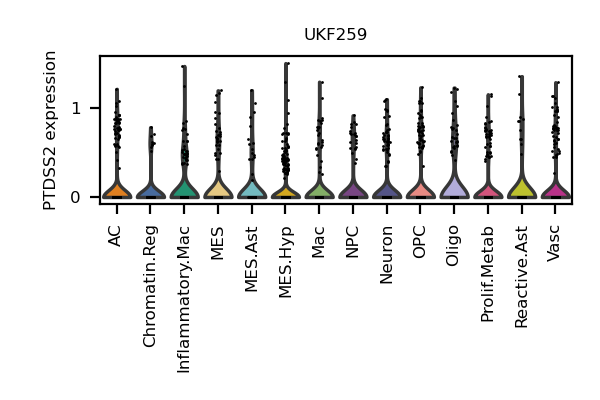 UKF259
PTDSS2 expression
1
0
AC
Chromatin.Reg
Inflammatory.Mac
MES
MES.Ast
MES.Hyp
Mac
NPC
Neuron
OPC
Oligo
Prolif.Metab
Reactive.Ast
Vasc